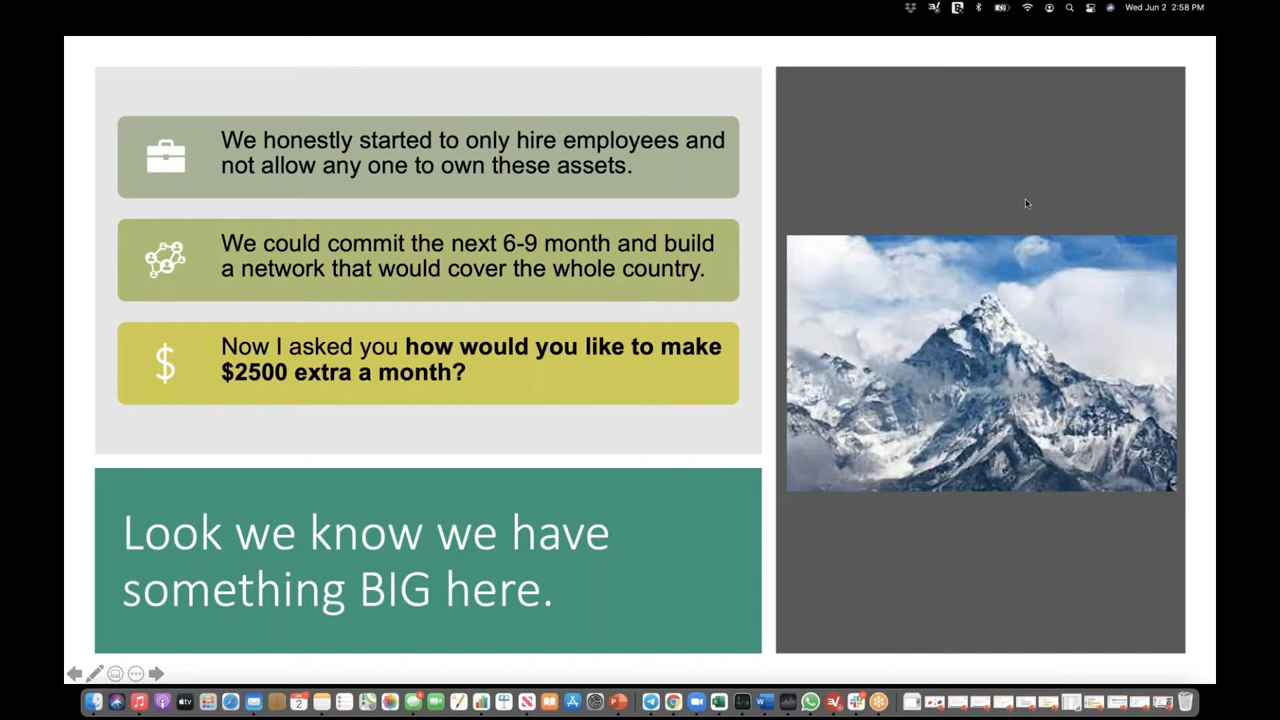 Wed Jun 2 2:58 PM
We honestly started to only hire employees and
not allow any one to own these assets.
We could commit the next 6-9 month and build
a network that would cover the whole country.
$
Now I asked you how would you like to make
$2500 extra a month?
Look we know we have
something BIG here.